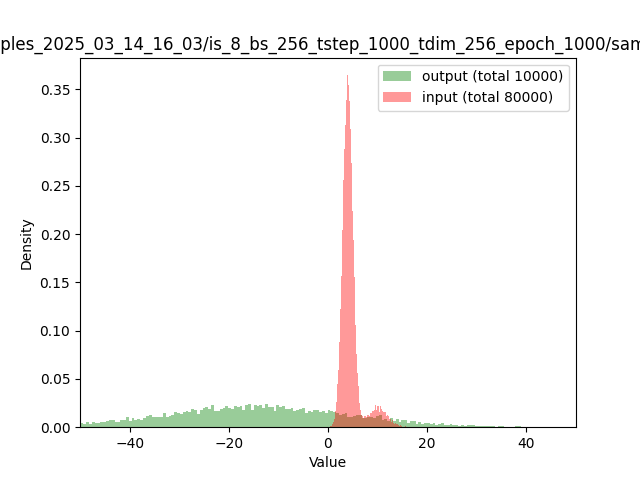 ples_2025_03_14_16_03/is_8_bs_256_tstep_1000_tdim_256_epoch_1000/sam
output (total 10000)
input (total 80000)
Density
0.35
0.30
0.25
0.20
0.15
0.10
0.05
0.00
−40
−20
0
20
40
Value